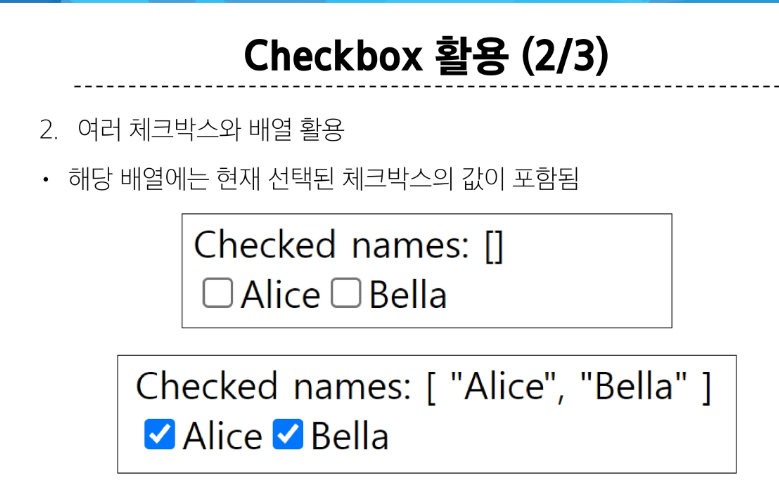 Checkbox 활용 (2/3)
2. 여러 체크박스와 배열 활용
• 해당 배열에는 현재 선택된 체크박스의 값이 포함됨
Checked names: []
Alice Bella
Checked names: [ "Alice", "Bella" ]
Alice Bella